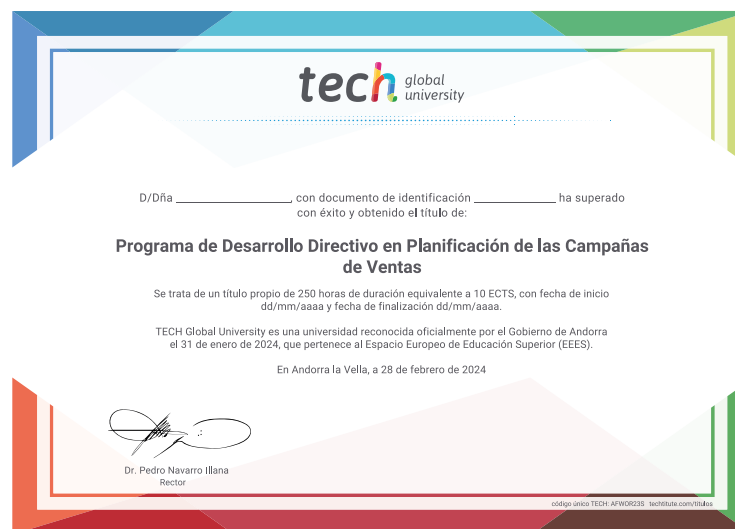 tech global university
D/Dña ______________, con documento de identificación ______________ ha superado
con éxito y obtenido el título de:
Programa de Desarrollo Directivo en Planificación de las Campañas
de Ventas
Se trata de un título propio de 250 horas de duración equivalente a 10 ECTS, con fecha de inicio
dd/mm/aaaa y fecha de finalización dd/mm/aaaa.
TECH Global University es una universidad reconocida oficialmente por el Gobierno de Andorra
el 31 de enero de 2024, que pertenece al Espacio Europeo de Educación Superior (EEES).
En Andorra la Vella, a 28 de febrero de 2024
Dr. Pedro Navarro Illana
Rector
código único TECH: AFWOR23S techtitute.com/títulos